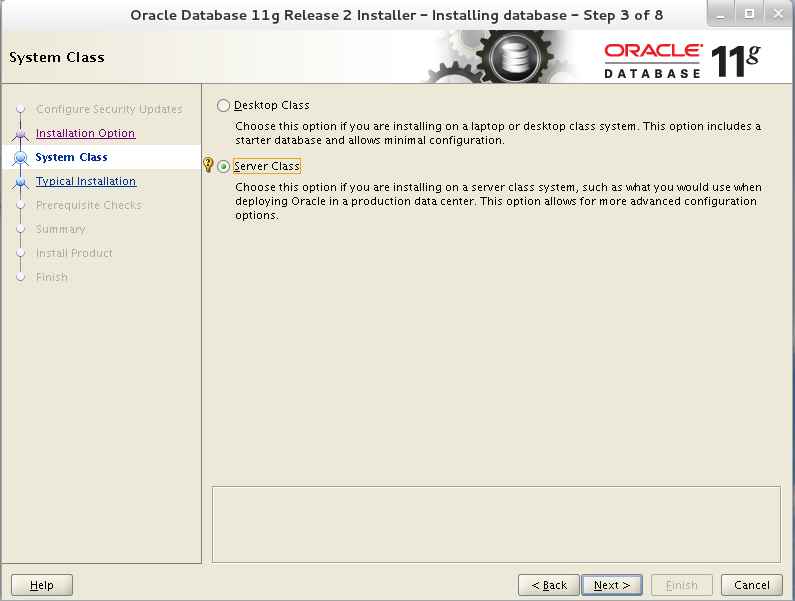 Oracle Database 11g Release 2 Installer - Installing database - Step 3 of 8
System Class
ORACLE
DATABASE 11g
Configure Security Updates
Installation Option
System Class
Typical Installation
Prerequisite Checks
Summary
Install Product
Finish
Desktop Class
Choose this option if you are installing on a laptop or desktop class system. This option includes a
starter database and allows minimal configuration.
Server Class
Choose this option if you are installing on a server class system, such as what you would use when
deploying Oracle in a production data center. This option allows for more advanced configuration
options.
Help
< Back
Next >
Finish
Cancel